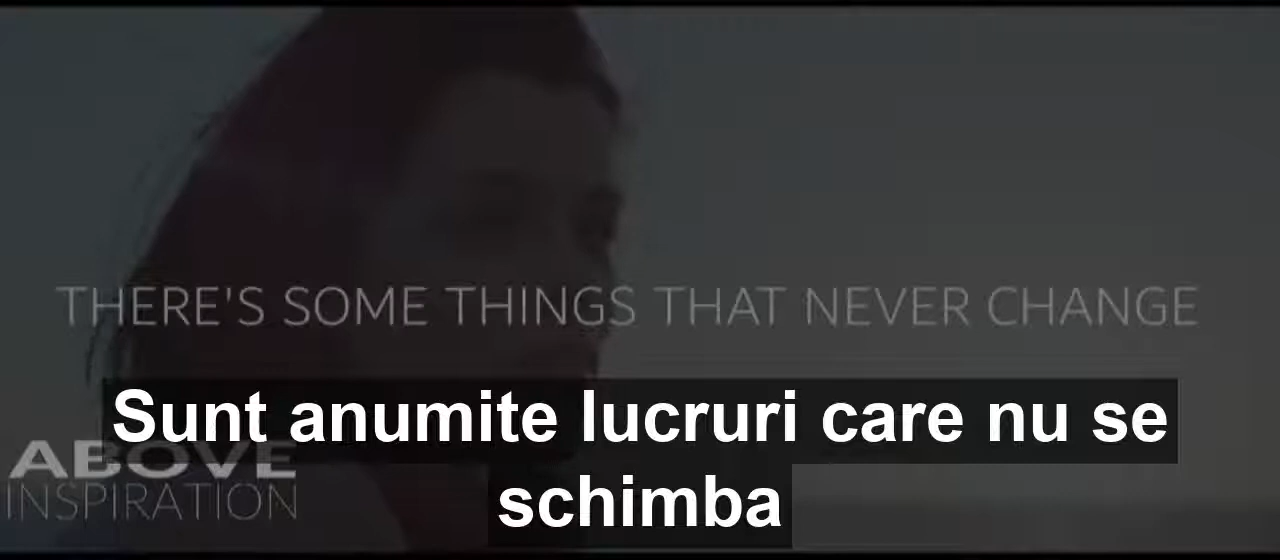 THERE'S SOME THINGS THAT NEVER CHANGE
Sunt anumite lucruri care nu se
schimba
ABOVE
INSPIRATION